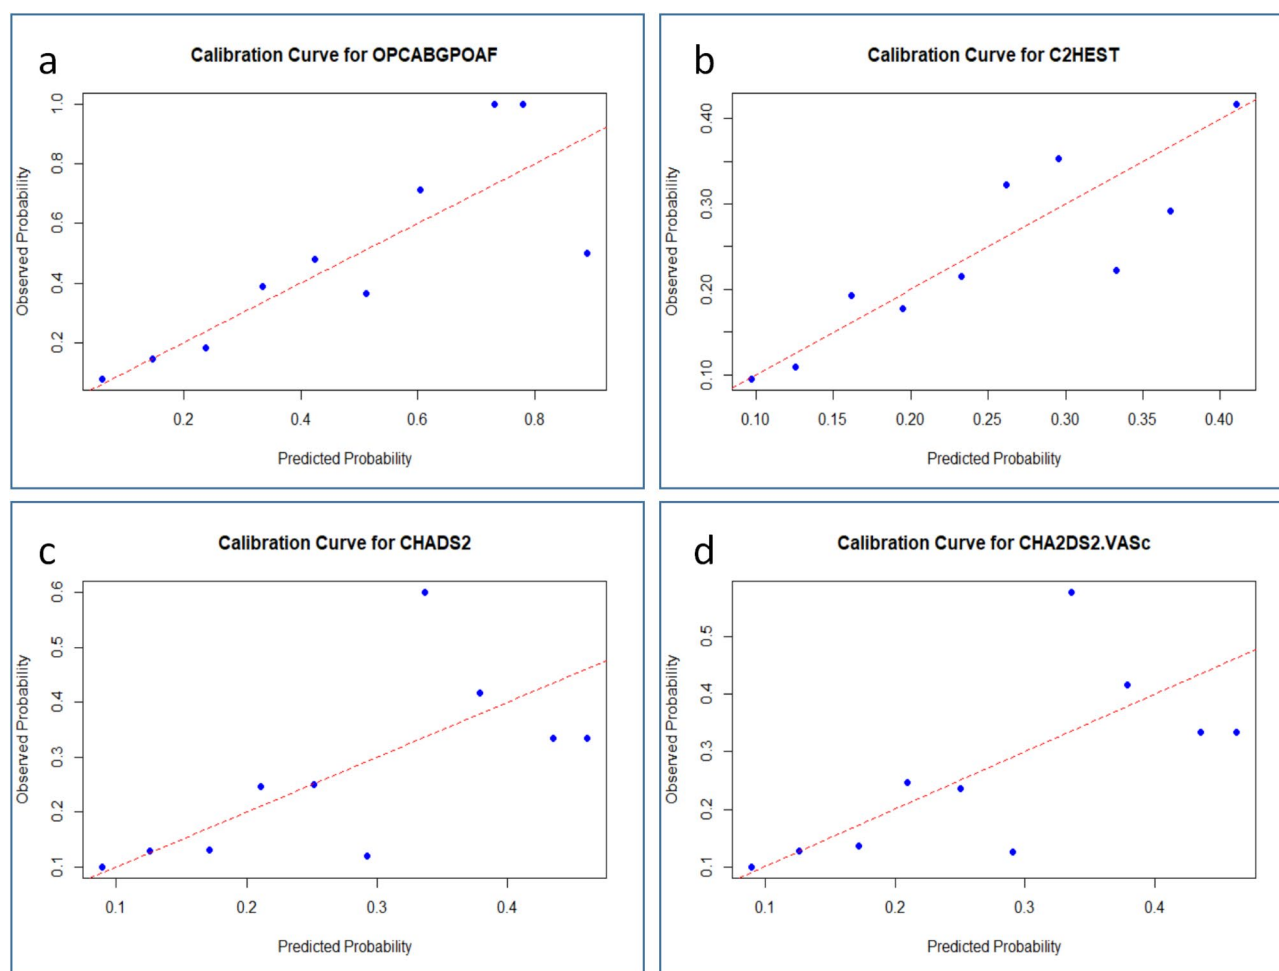 a
Calibration Curve for OPCABGPOAF
Observed Probability
1.0
0.8
0.6
0.4
0.2
0.2 0.4 0.6 0.8
Predicted Probability
b
Calibration Curve for C2HEST
Observed Probability
0.40
0.30
0.20
0.10
0.10 0.15 0.20 0.25 0.30 0.35 0.40
Predicted Probability
c
Calibration Curve for CHADS2
Observed Probability
0.6
0.5
0.4
0.3
0.2
0.1
0.1 0.2 0.3 0.4
Predicted Probability
d
Calibration Curve for CHA2DS2.VASc
Observed Probability
0.5
0.4
0.3
0.2
0.1
0.1 0.2 0.3 0.4
Predicted Probability